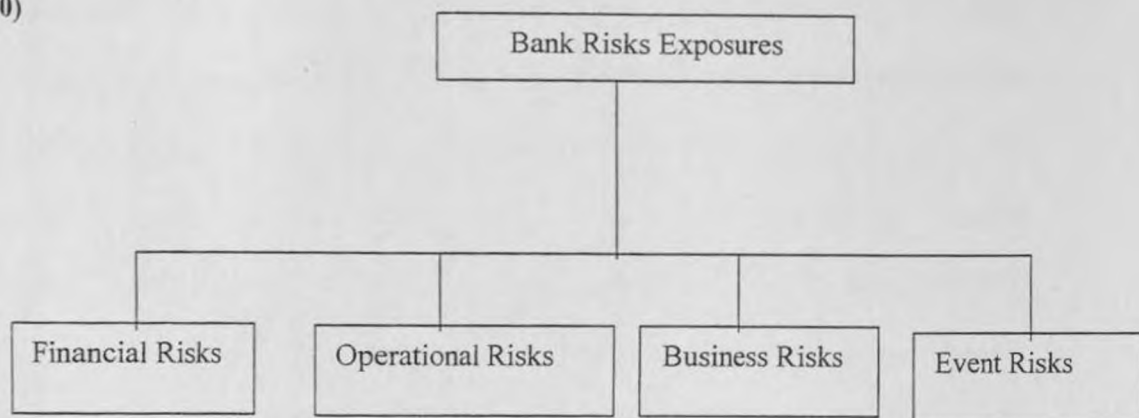 0)
Bank Risks Exposures
Financial Risks
Operational Risks
Business Risks
Event Risks